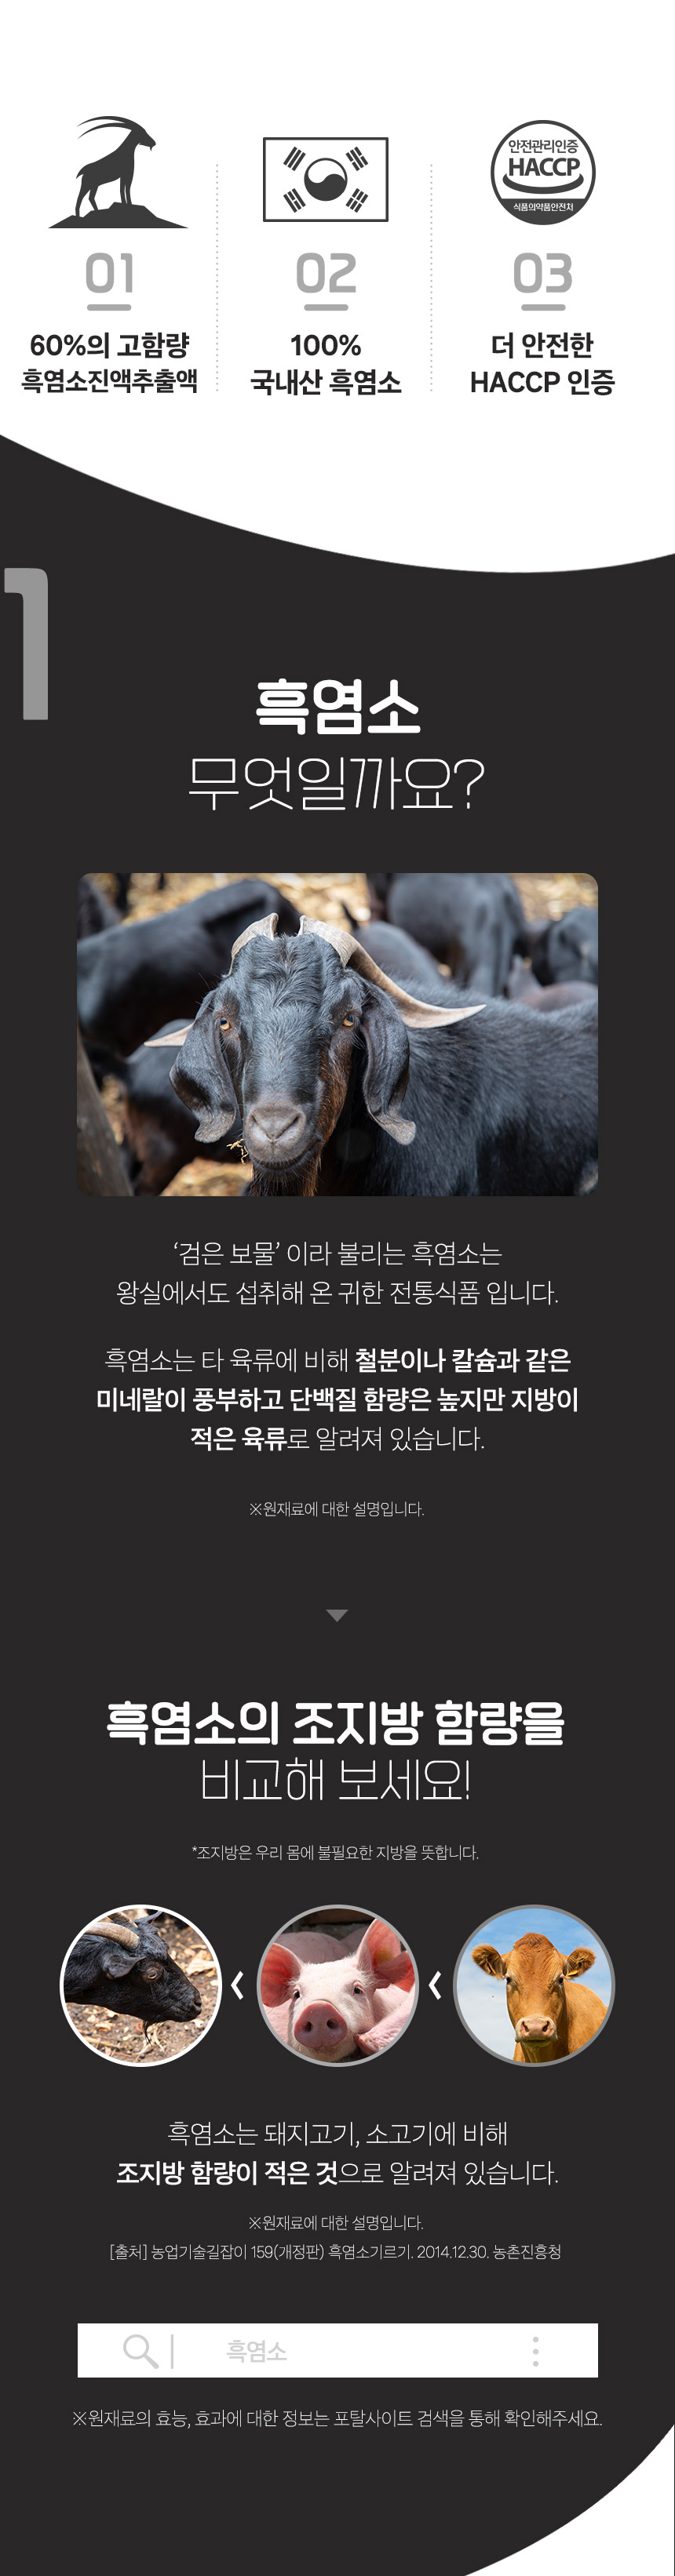 안전관리인증
HACCP
식품의약품안전처
01
02
03
60%의 고함량
흑염소진액추출액
100%
국내산 흑염소
더 안전한
HACCP 인증
1
흑염소
무엇일까요?
‘검은 보물’ 이라 불리는 흑염소는
왕실에서도 섭취해 온 귀한 전통식품 입니다.
흑염소는 타 육류에 비해 철분이나 칼슘과 같은
미네랄이 풍부하고 단백질 함량은 높지만 지방이
적은 육류로 알려져 있습니다.
※원재료에 대한 설명입니다.
흑염소의 조지방 함량을
비교해 보세요!
*조지방은 우리 몸에 불필요한 지방을 뜻합니다.
흑염소는 돼지고기, 소고기에 비해
조지방 함량이 적은 것으로 알려져 있습니다.
※원재료에 대한 설명입니다.
[출처] 농업기술길잡이 159(개정판) 흑염소기르기. 2014.12.30. 농촌진흥청
흑염소
※원재료의 효능, 효과에 대한 정보는 포탈사이트 검색을 통해 확인해주세요.